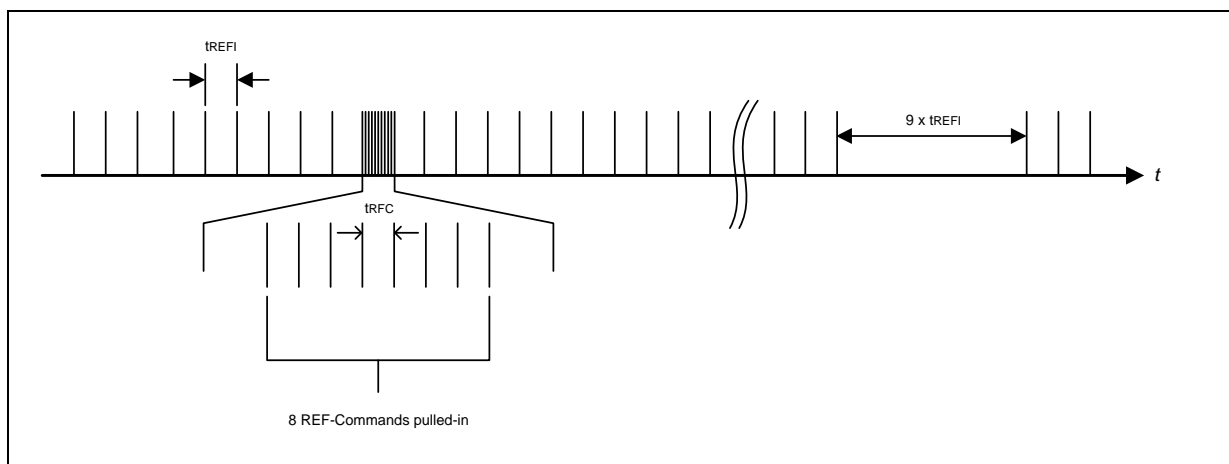 tREFI
9 x tREFI
t
tRFC
8 REF-Commands pulled-in